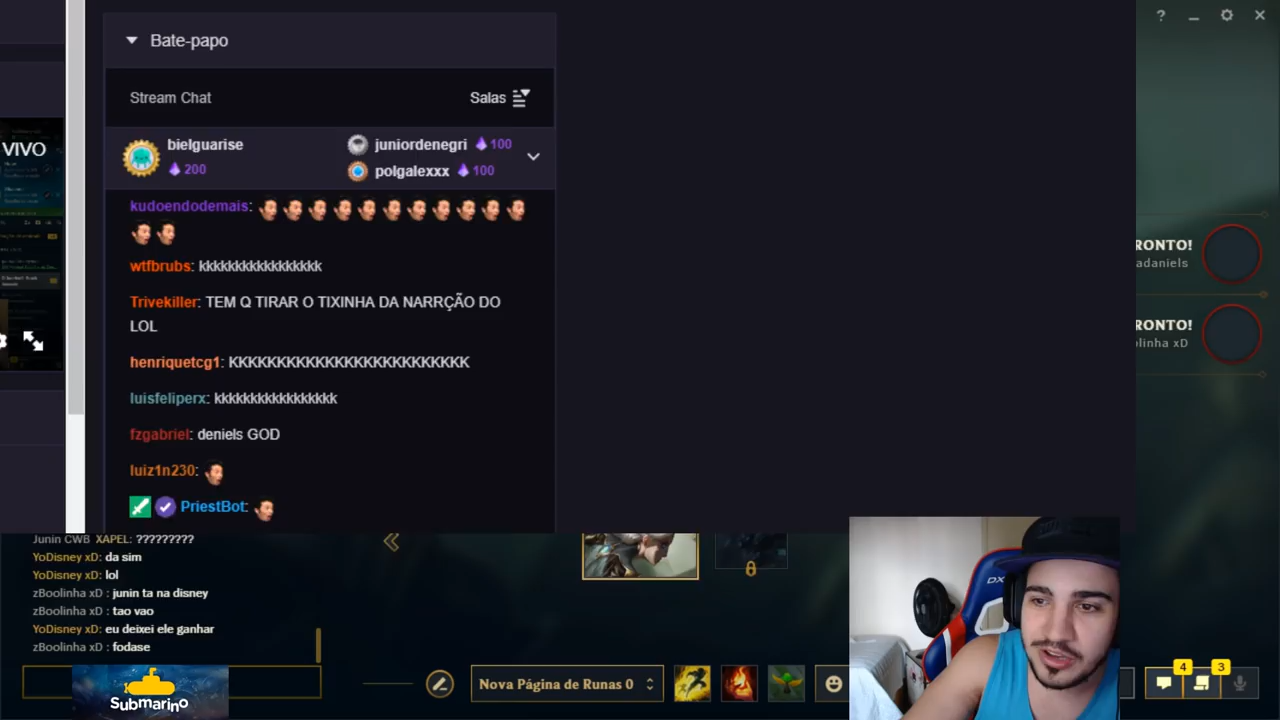 Bate-papo
Stream Chat
Salas
bielguarise
200
juniordenegri 100
polgalexxx 100
VIVO
kudoendodemais:
wtfbrubs: kkkkkkkkkkkkkkkkk
Trivekiller: TEM Q TIRAR O TIXINHA DA NARRÇÃO DO
LOL
henriquetcg1: KKKKKKKKKKKKKKKKKKKKKKKKK
luisfeliperx: kkkkkkkkkkkkkkkkk
fzgabriel: deniels GOD
luiz1n230:
PriestBot:
?
RONTO!
adaniels
RONTO!
olinha xD
Junin CWB XAPEL: ?????????
YoDisney xD: da sim
YoDisney xD: lol
zBoolinha xD : junin ta na disney
zBoolinha xD : tao vao
YoDisney xD: eu deixei ele ganhar
zBoolinha xD : fodase
Submarino
Nova Página de Runas 0
DX
4
3